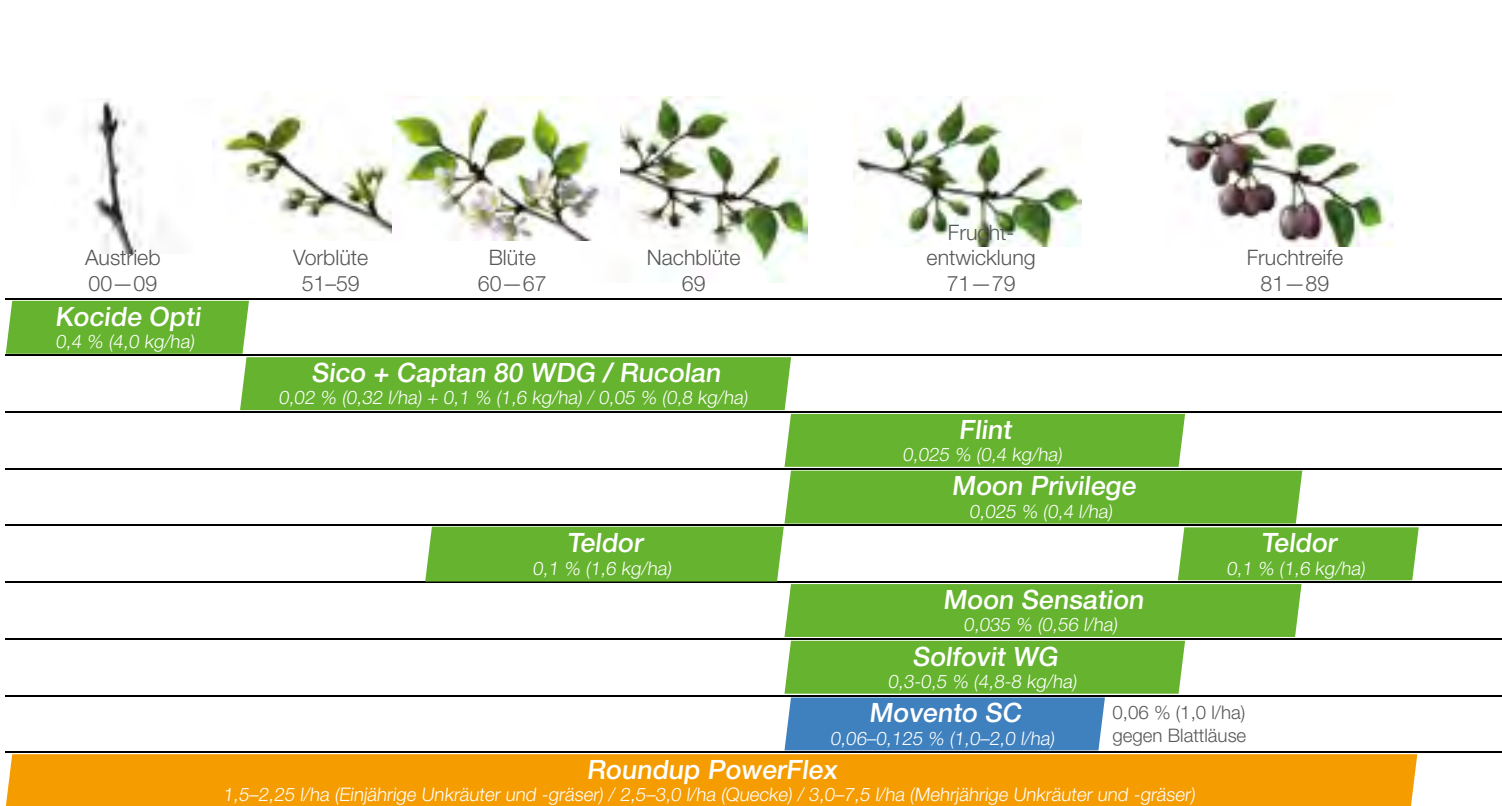 Austrieb
00—09
Vorblüte
51–59
Blüte
60—67
Nachblüte
69
Frucht-
entwicklung
71—79
Fruchtreife
81—89
Kocide Opti
0,4 % (4,0 kg/ha)
Sico + Captan 80 WDG / Rucolan
0,02 % (0,32 l/ha) + 0,1 % (1,6 kg/ha) / 0,05 % (0,8 kg/ha)
Flint
0,025 % (0,4 kg/ha)
Moon Privilege
0,025 % (0,4 l/ha)
Teldor
0,1 % (1,6 kg/ha)
Teldor
0,1 % (1,6 kg/ha)
Moon Sensation
0,035 % (0,56 l/ha)
Solfovit WG
0,3-0,5 % (4,8-8 kg/ha)
Movento SC
0,06–0,125 % (1,0–2,0 l/ha)
0,06 % (1,0 l/ha)
gegen Blattläuse
Roundup PowerFlex
1,5–2,25 l/ha (Einjährige Unkräuter und -gräser) / 2,5–3,0 l/ha (Quecke) / 3,0–7,5 l/ha (Mehrjährige Unkräuter und -gräser)